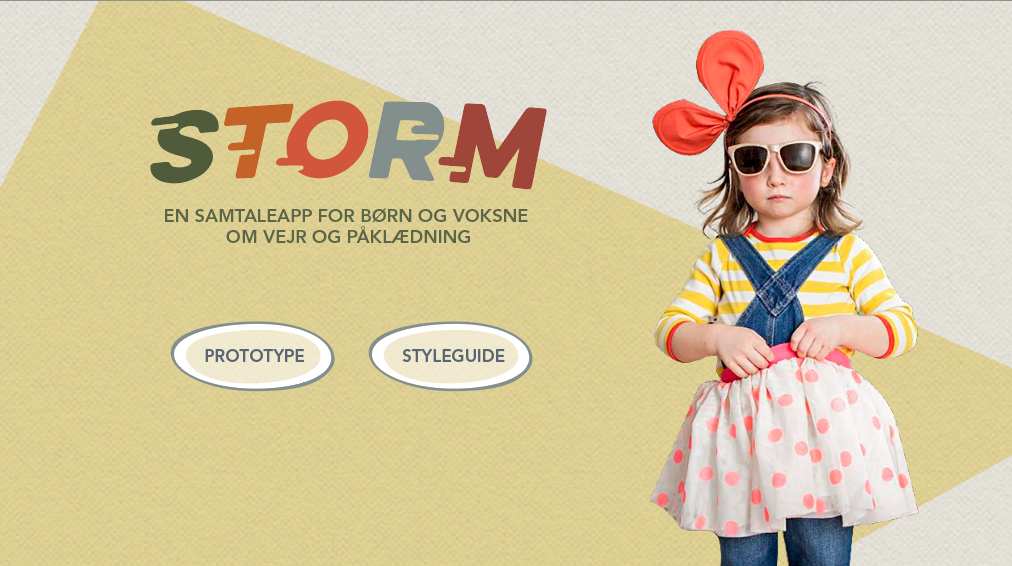 STORM
EN SAMTALEAPP FOR BØRN OG VOKSNE
OM VEJR OG PÅKLÆDNING
PROTOTYPE
STYLEGUIDE